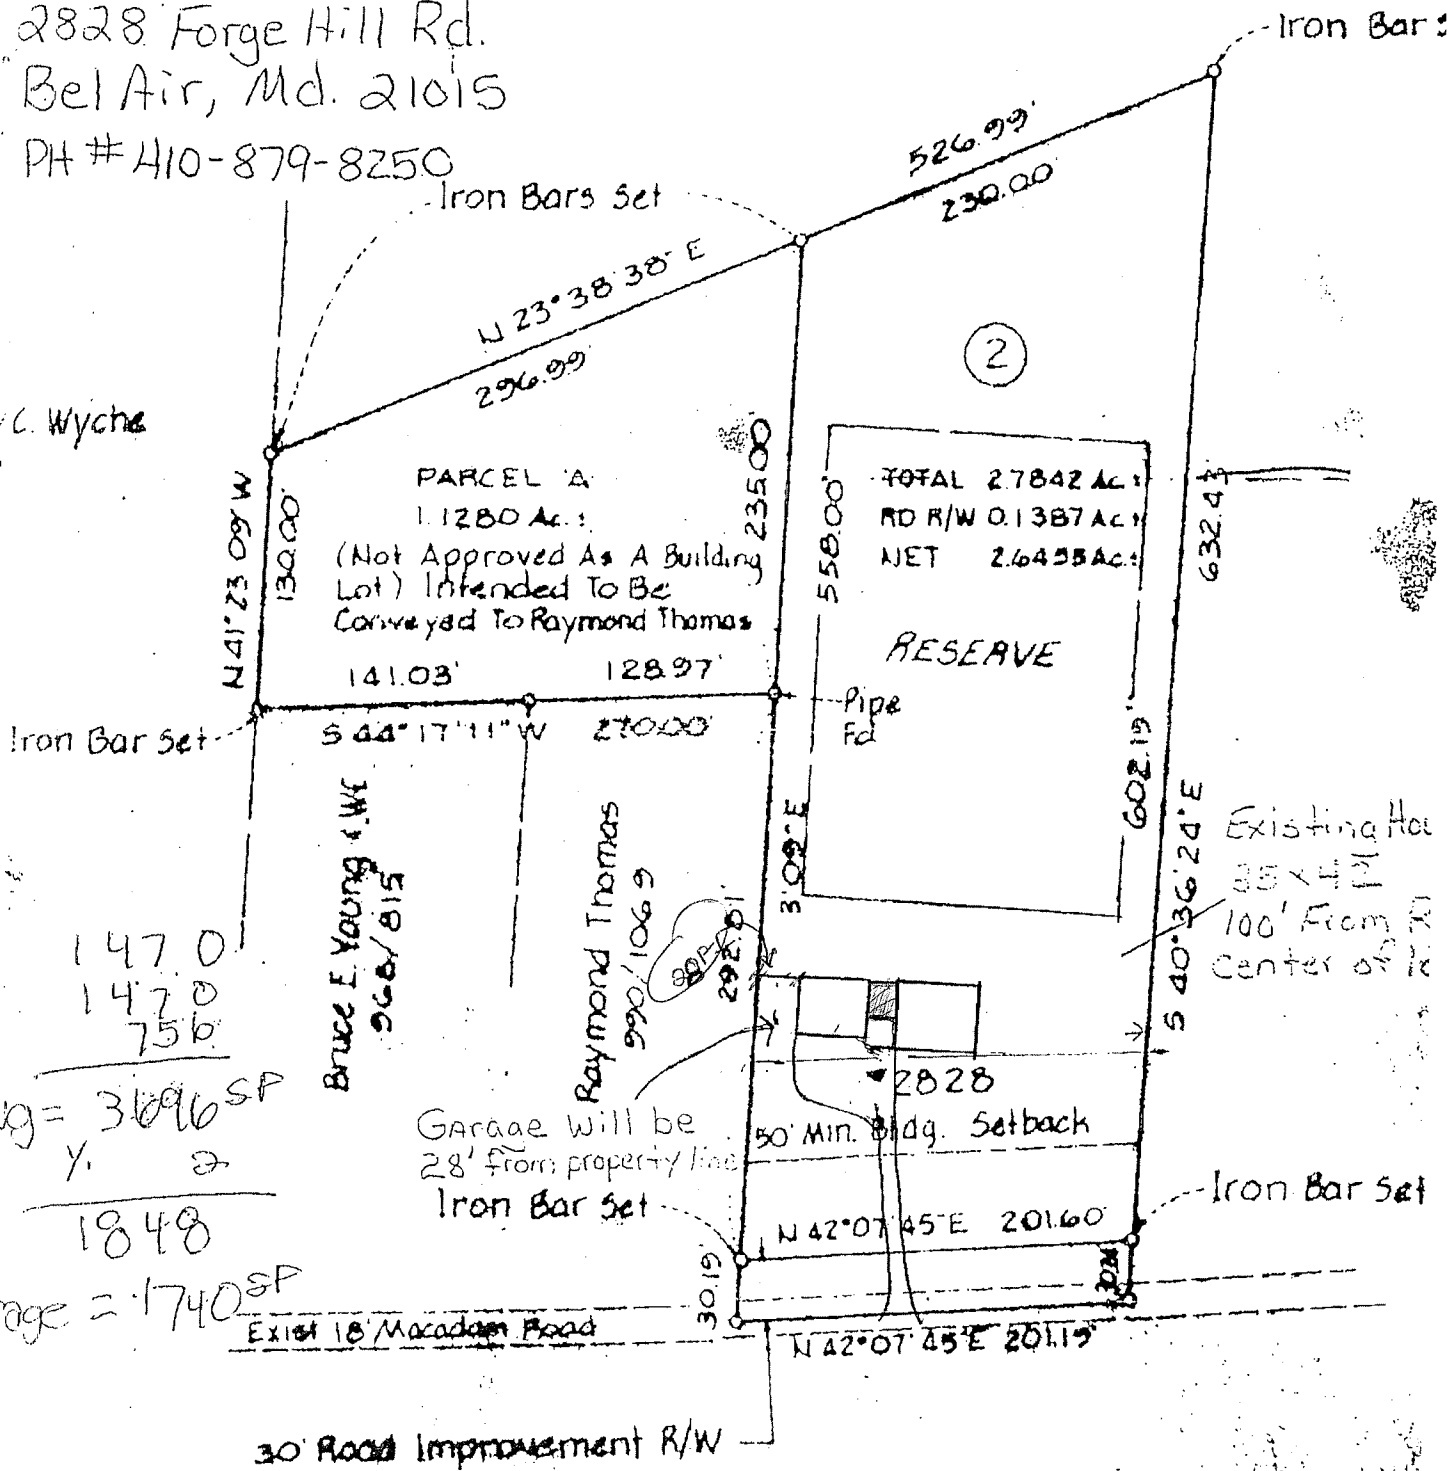 2828 Forge Hill Rd.
Bel Air, Md. 21015
PH # 410-879-8250
Iron Bar
Iron Bars Set
526.99'
230.00
N 23° 38' 38" E
296.99
2
C. Wyche
N 41° 23' 09" W
130.00'
PARCEL 'A'
1.1280 Ac. ±
(Not Approved As A Building
Lot) Intended To Be
Conveyed To Raymond Thomas
235.00
558.00'
TOTAL 2.7842 Ac. ±
RD R/W 0.1387 Ac. ±
NET 2.6455 Ac. ±
632.43
RESERVE
141.03'
128.97'
Iron Bar Set
S 44° 17' 11" W
270.00'
Pipe
Fd
602.19'
S 40° 36' 24" E
3' 09" E
292.81'
Bruce E. Young & Wf
968/815
Raymond Thomas
990/1069
Existing
35 x 42
100' From
Center of
147.0
147.0
756
= 3696 SF
2
1848
= 1740 SF
2828
Garage Will be
28' from property line
50' Min. Bldg. Setback
Iron Bar Set
Iron Bar Set
N 42° 07' 45" E 201.60'
30.19'
Exist 18' Macadam Road
N 42° 07' 45" E 201.19'
30' Road Improvement R/W